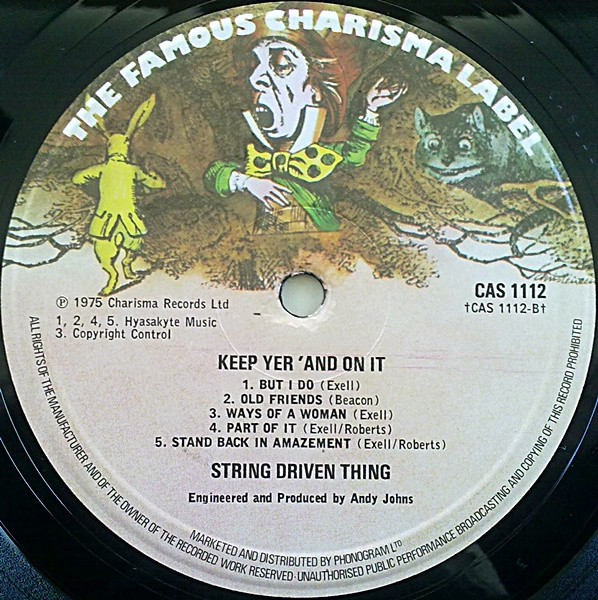 THE FAMOUS CHARISMA LABEL
℗ 1975 Charisma Records Ltd
1, 2, 4, 5. Hyasakyte Music
3. Copyright Control
CAS 1112
†CAS 1112-B†
KEEP YER 'AND ON IT
1. BUT I DO (Exell)
2. OLD FRIENDS (Beacon)
3. WAYS OF A WOMAN (Exell)
4. PART OF IT (Exell/Roberts)
5. STAND BACK IN AMAZEMENT (Exell/Roberts)
STRING DRIVEN THING
Engineered and Produced by Andy Johns
MARKETED AND DISTRIBUTED BY PHONOGRAM LTD
ALL RIGHTS OF THE MANUFACTURER AND OF THE OWNER OF THE RECORDED WORK RESERVED·UNAUTHORISED PUBLIC PERFORMANCE BROADCASTING AND COPYING OF THIS RECORD PROHIBITED